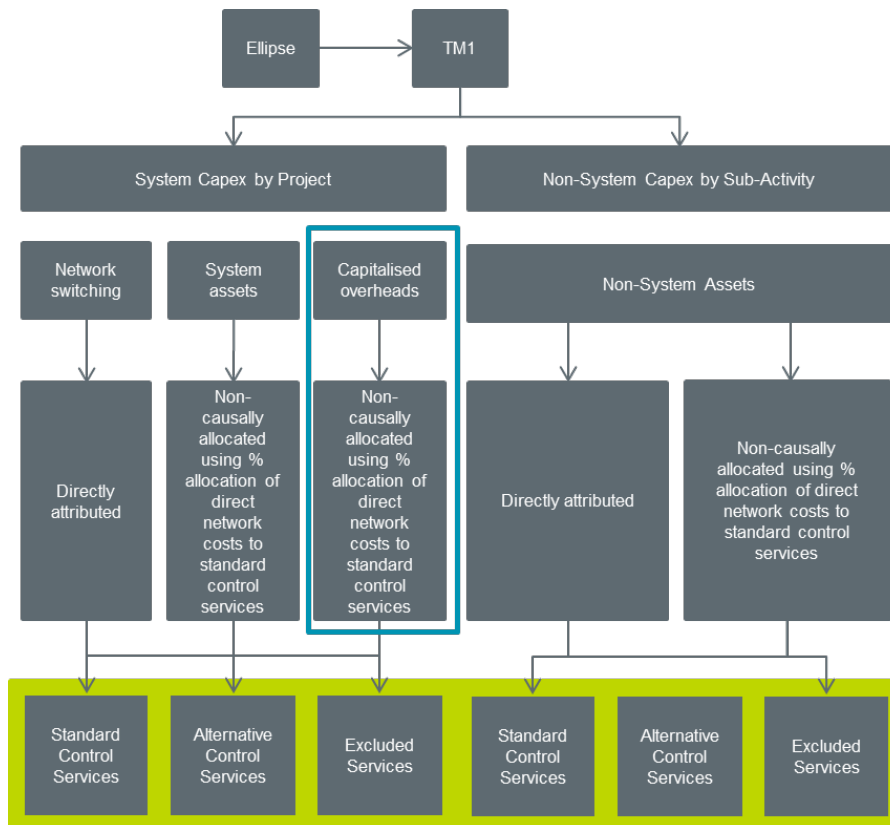 Ellipse
TM1
System Capex by Project
Non-System Capex by Sub-Activity
Network
switching
System
assets
Capitalised
overheads
Non-System Assets
Directly
attributed
Non-
causally
allocated
using %
allocation of
direct
network
costs to
standard
control
services
Non-
causally
allocated
using %
allocation of
direct
network
costs to
standard
control
services
Directly attributed
Non-causally
allocated using %
allocation of direct
network costs to
standard control
services
Standard
Control
Services
Alternative
Control
Services
Excluded
Services
Standard
Control
Services
Alternative
Control
Services
Excluded
Services